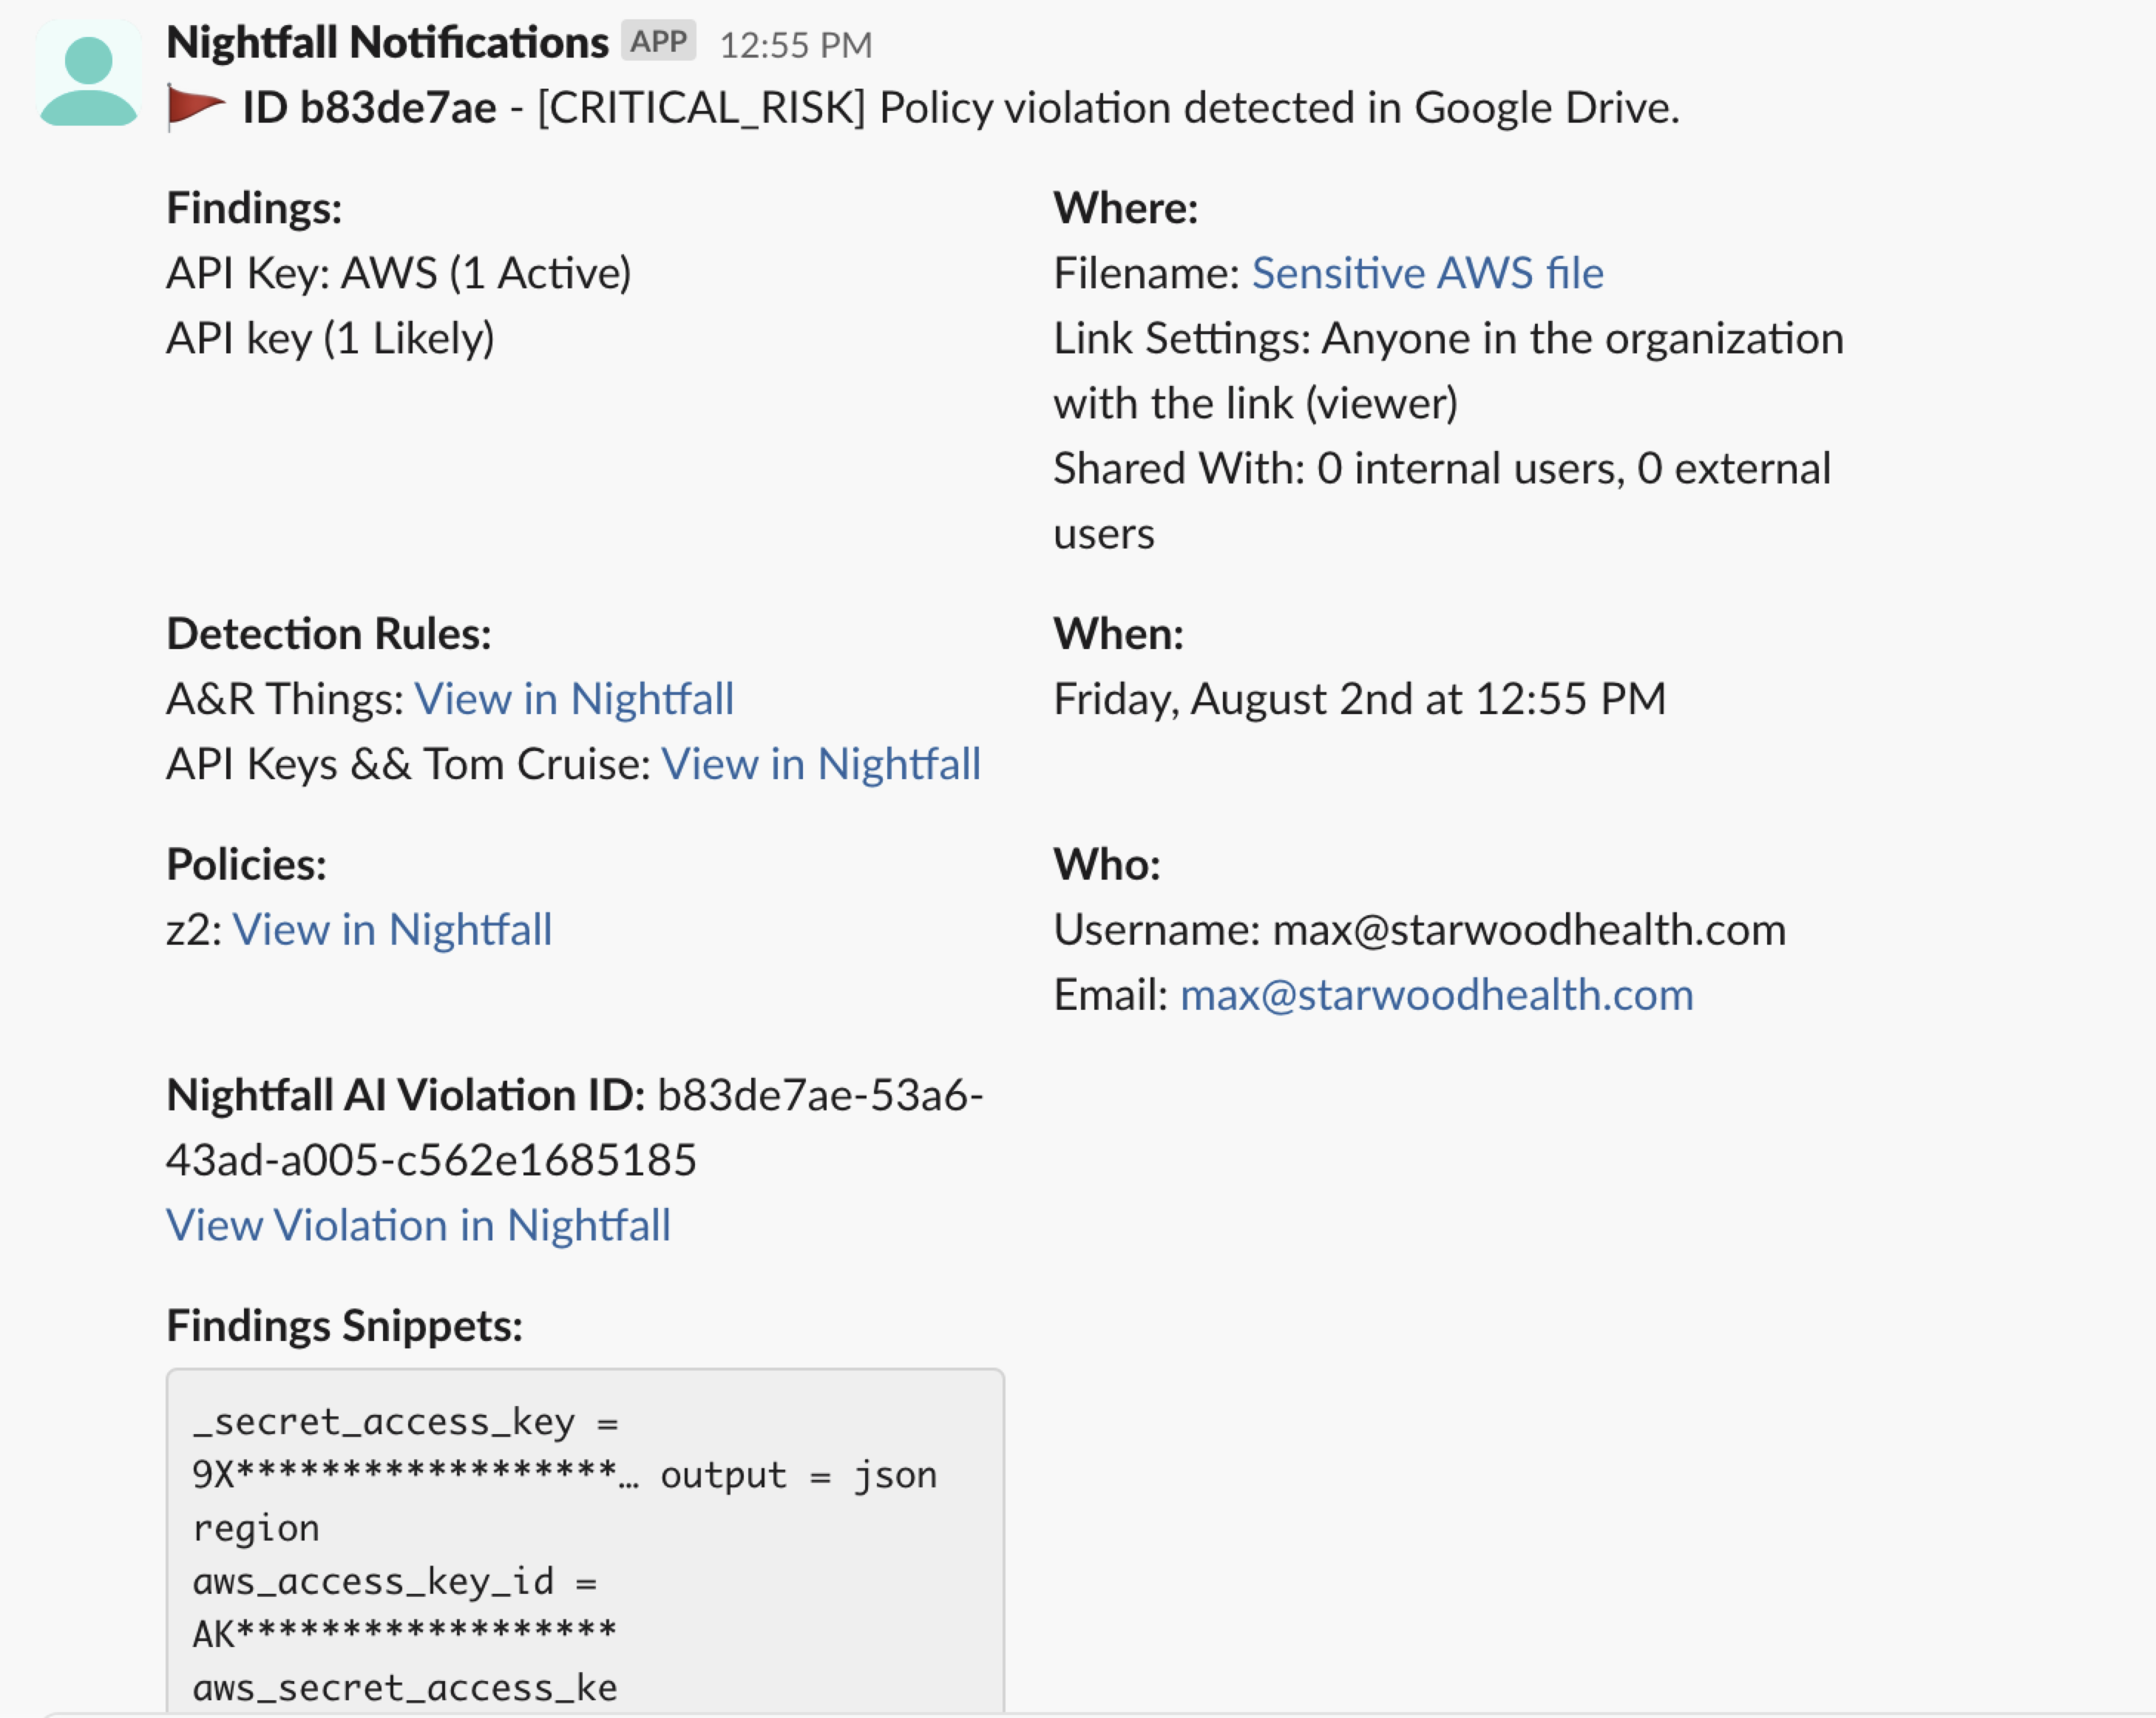 Nightfall Notifications APP 12:55 PM
ID b83de7ae - [CRITICAL_RISK] Policy violation detected in Google Drive.
Findings:
API Key: AWS (1 Active)
API key (1 Likely)
Where:
Filename: Sensitive AWS file
Link Settings: Anyone in the organization
with the link (viewer)
Shared With: 0 internal users, 0 external
users
Detection Rules:
A&R Things: View in Nightfall
API Keys && Tom Cruise: View in Nightfall
When:
Friday, August 2nd at 12:55 PM
Policies:
z2: View in Nightfall
Who:
Username: max@starwoodhealth.com
Email: max@starwoodhealth.com
Nightfall AI Violation ID: b83de7ae-53a6-
43ad-a005-c562e1685185
View Violation in Nightfall
Findings Snippets:
_secret_access_key =
9X******************… output = json
region
aws_access_key_id =
AK******************
aws_secret_access_ke